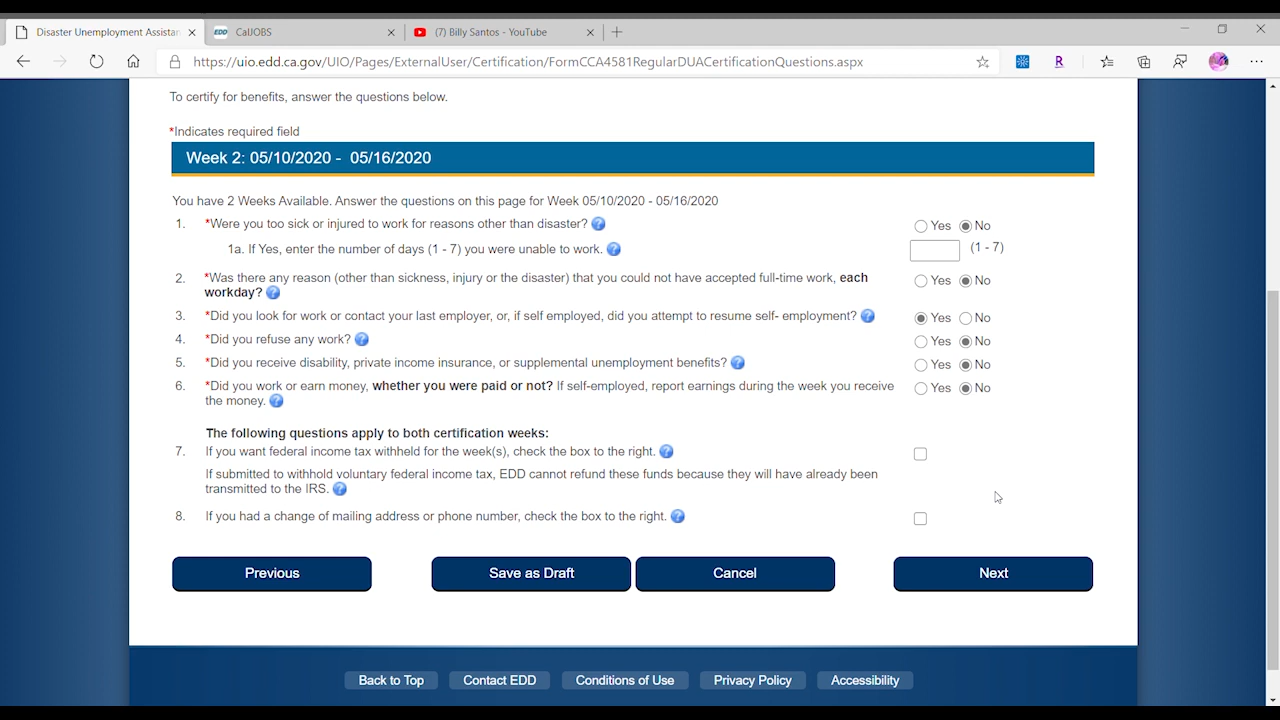 Disaster Unemployment Assistan
EDD CalJOBS
(7) Billy Santos - YouTube
https://uio.edd.ca.gov/UIO/Pages/ExternalUser/Certification/FormCCA4581RegularDUACertificationQuestions.aspx
R
To certify for benefits, answer the questions below.
*Indicates required field
Week 2: 05/10/2020 - 05/16/2020
You have 2 Weeks Available. Answer the questions on this page for Week 05/10/2020 - 05/16/2020
1. *Were you too sick or injured to work for reasons other than disaster? ? Yes No
1a. If Yes, enter the number of days (1 - 7) you were unable to work. ? (1 - 7)
2. *Was there any reason (other than sickness, injury or the disaster) that you could not have accepted full-time work, each Yes No
workday? ?
3. *Did you look for work or contact your last employer, or, if self employed, did you attempt to resume self- employment? ? Yes No
4. *Did you refuse any work? ? Yes No
5. *Did you receive disability, private income insurance, or supplemental unemployment benefits? ? Yes No
6. *Did you work or earn money, whether you were paid or not? If self-employed, report earnings during the week you receive Yes No
the money. ?
The following questions apply to both certification weeks:
7. If you want federal income tax withheld for the week(s), check the box to the right. ?
If submitted to withhold voluntary federal income tax, EDD cannot refund these funds because they will have already been
transmitted to the IRS. ?
8. If you had a change of mailing address or phone number, check the box to the right. ?
Previous Save as Draft Cancel Next
Back to Top Contact EDD Conditions of Use Privacy Policy Accessibility